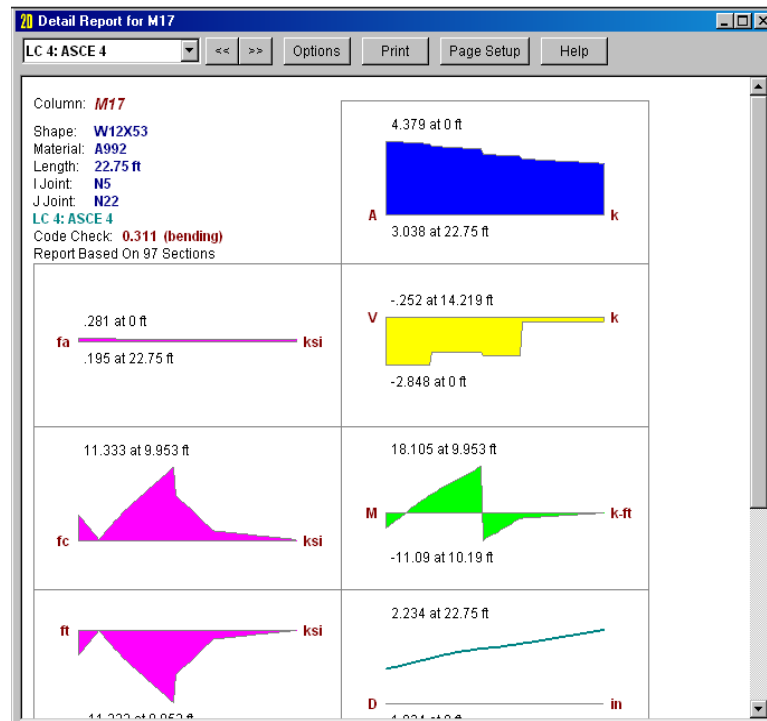 2D Detail Report for M17
LC 4: ASCE 4
<< >> Options Print Page Setup Help
Column: M17
Shape: W12X53
Material: A992
Length: 22.75 ft
I Joint: N5
J Joint: N22
LC 4: ASCE 4
Code Check: 0.311 (bending)
Report Based On 97 Sections
4.379 at 0 ft
A k
3.038 at 22.75 ft
.281 at 0 ft
fa ksi
.195 at 22.75 ft
-.252 at 14.219 ft
V k
-2.848 at 0 ft
11.333 at 9.953 ft
fc ksi
18.105 at 9.953 ft
M k-ft
-11.09 at 10.19 ft
ft ksi
2.234 at 22.75 ft
D in